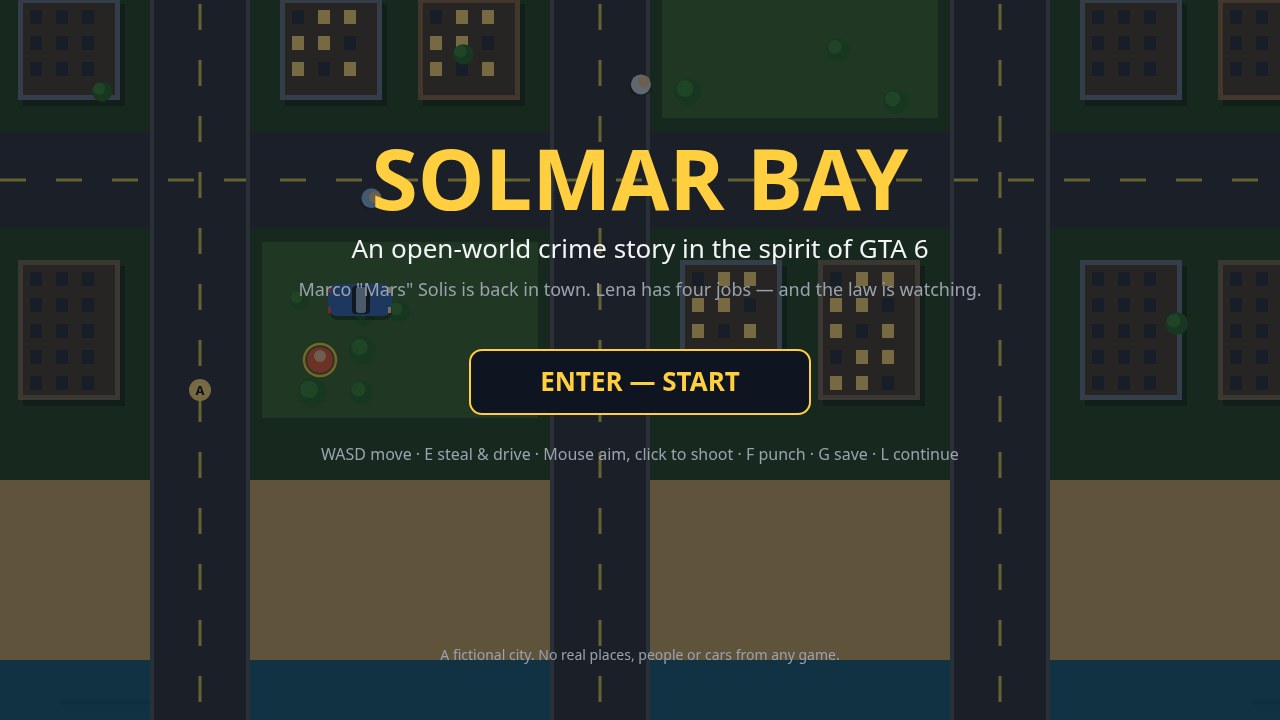 SOLMAR BAY
An open-world crime story in the spirit of GTA 6
Marco "Mars" Solis is back in town. Lena has four jobs — and the law is watching.
ENTER — START
A
WASD move · E steal & drive · Mouse aim, click to shoot · F punch · G save · L continue
A fictional city. No real places, people or cars from any game.